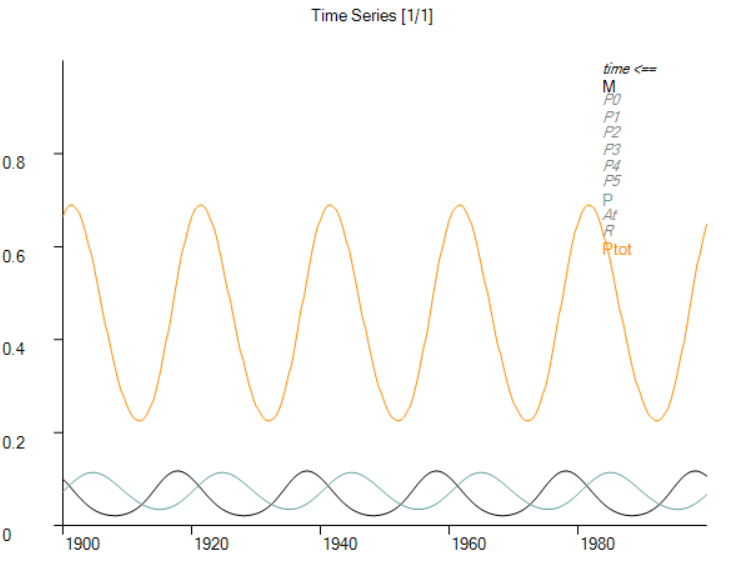 Time Series [1/1]
time <==
M
P0
P1
P2
P3
P4
P5
P
At
R
Ptot
0.8
0.6
0.4
0.2
0
1900 1920 1940 1960 1980